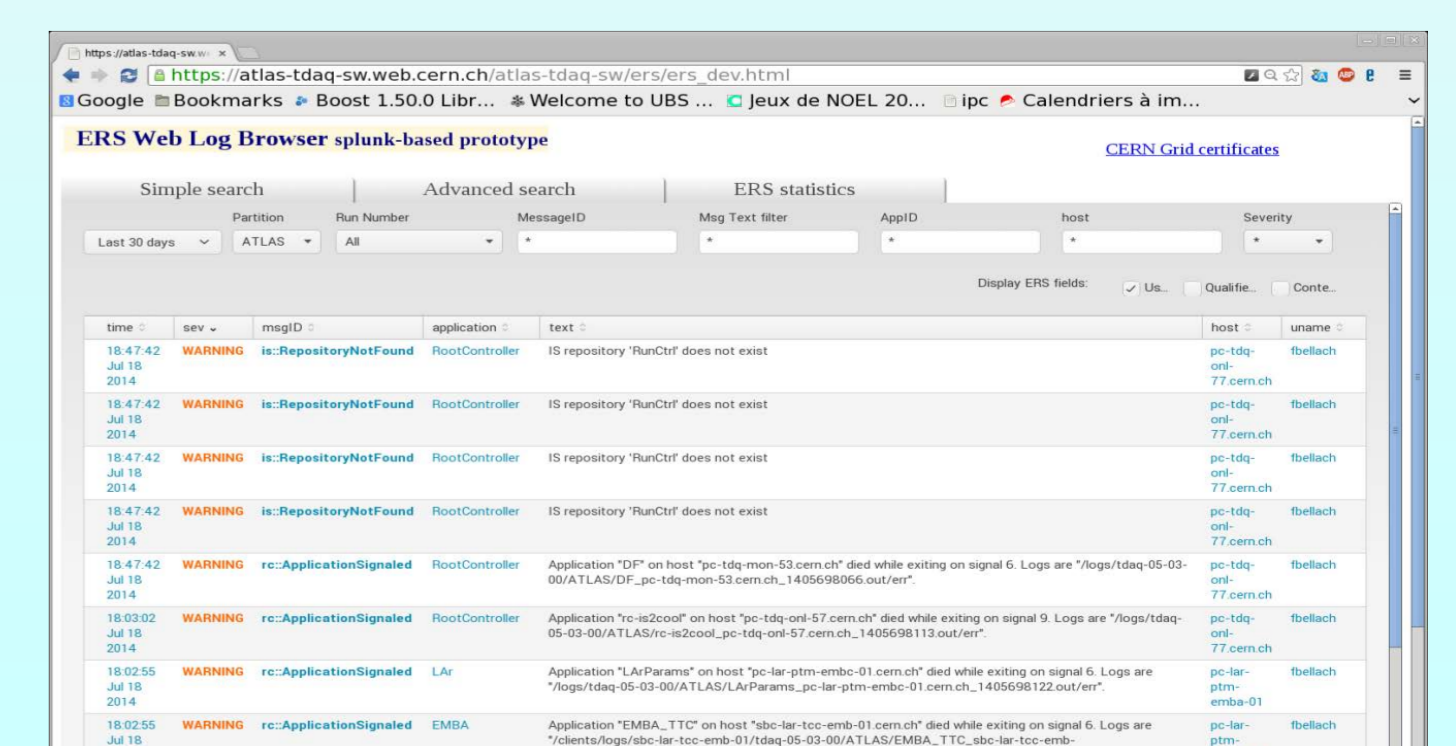 https://atlas-tdaq-sw.w
https://atlas-tdaq-sw.web.cern.ch/atlas-tdaq-sw/ers/ers_dev.html
Google Bookmarks Boost 1.50.0 Libr... Welcome to UBS ... Jeux de NOEL 20... ipc Calendriers à im...
ERS Web Log Browser splunk-based prototype
CERN Grid certificates
Simple search Advanced search ERS statistics
Partition Run Number MessageID Msg Text filter AppID host Severity
Last 30 days ATLAS All * * * * *
Display ERS fields: Us... Qualifie... Conte...
time sev msgID application text host uname
18:47:42 WARNING is::RepositoryNotFound RootController IS repository 'RunCtrl' does not exist pc-tdq- fbellach
Jul 18 onl-
2014 77.cern.ch
18:47:42 WARNING is::RepositoryNotFound RootController IS repository 'RunCtrl' does not exist pc-tdq- fbellach
Jul 18 onl-
2014 77.cern.ch
18:47:42 WARNING is::RepositoryNotFound RootController IS repository 'RunCtrl' does not exist pc-tdq- fbellach
Jul 18 onl-
2014 77.cern.ch
18:47:42 WARNING is::RepositoryNotFound RootController IS repository 'RunCtrl' does not exist pc-tdq- fbellach
Jul 18 onl-
2014 77.cern.ch
18:47:42 WARNING rc::ApplicationSignaled RootController Application "DF" on host "pc-tdq-mon-53.cern.ch" died while exiting on signal 6. Logs are "/logs/tdaq-05-03- pc-tdq- fbellach
Jul 18 00/ATLAS/DF_pc-tdq-mon-53.cern.ch_1405698066.out/err". onl-
2014 77.cern.ch
18:03:02 WARNING rc::ApplicationSignaled RootController Application "rc-is2cool" on host "pc-tdq-onl-57.cern.ch" died while exiting on signal 9. Logs are "/logs/tdaq- pc-tdq- fbellach
Jul 18 05-03-00/ATLAS/rc-is2cool_pc-tdq-onl-57.cern.ch_1405698113.out/err". onl-
2014 77.cern.ch
18:02:55 WARNING rc::ApplicationSignaled LAr Application "LArParams" on host "pc-lar-ptm-embc-01.cern.ch" died while exiting on signal 6. Logs are pc-lar- fbellach
Jul 18 "/logs/tdaq-05-03-00/ATLAS/LArParams_pc-lar-ptm-embc-01.cern.ch_1405698122.out/err". ptm-
2014 emba-01
18:02:55 WARNING rc::ApplicationSignaled EMBA Application "EMBA_TTC" on host "sbc-lar-tcc-emb-01.cern.ch" died while exiting on signal 6. Logs are pc-lar- fbellach
Jul 18 "/clients/logs/sbc-lar-tcc-emb-01/tdaq-05-03-00/ATLAS/EMBA_TTC_sbc-lar-tcc-emb- ptm-